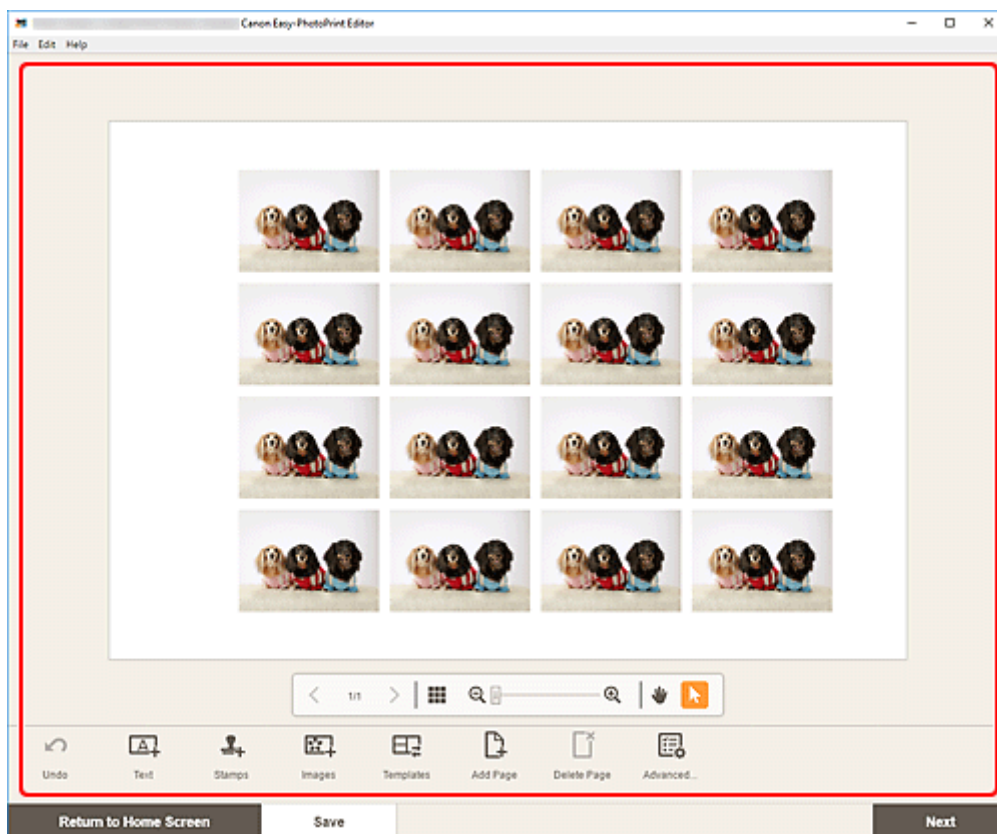 Canon Easy-PhotoPrint Editor
File Edit Help
1/1
Undo Text Stamps Images Templates Add Page Delete Page Advanced...
Return to Home Screen Save Next